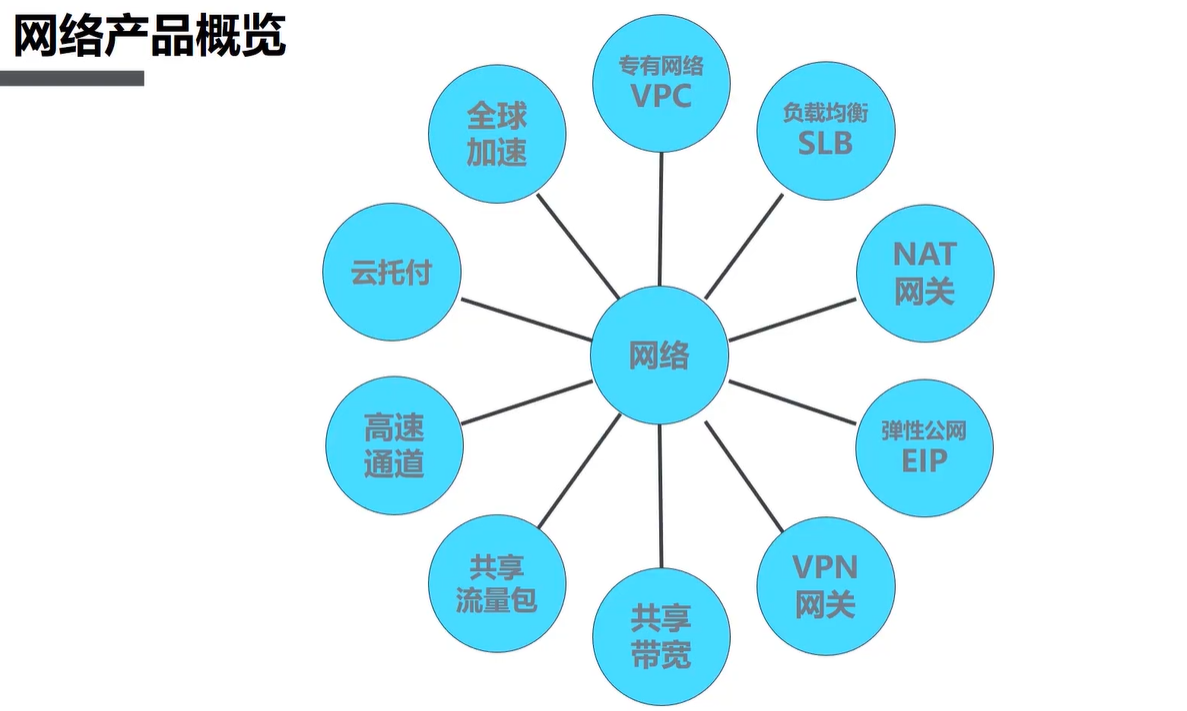 网络产品概览
专有网络
VPC
负载均衡
SLB
NAT
网关
弹性公网
EIP
VPN
网关
共享
带宽
共享
流量包
高速
通道
云托付
全球
加速
网络